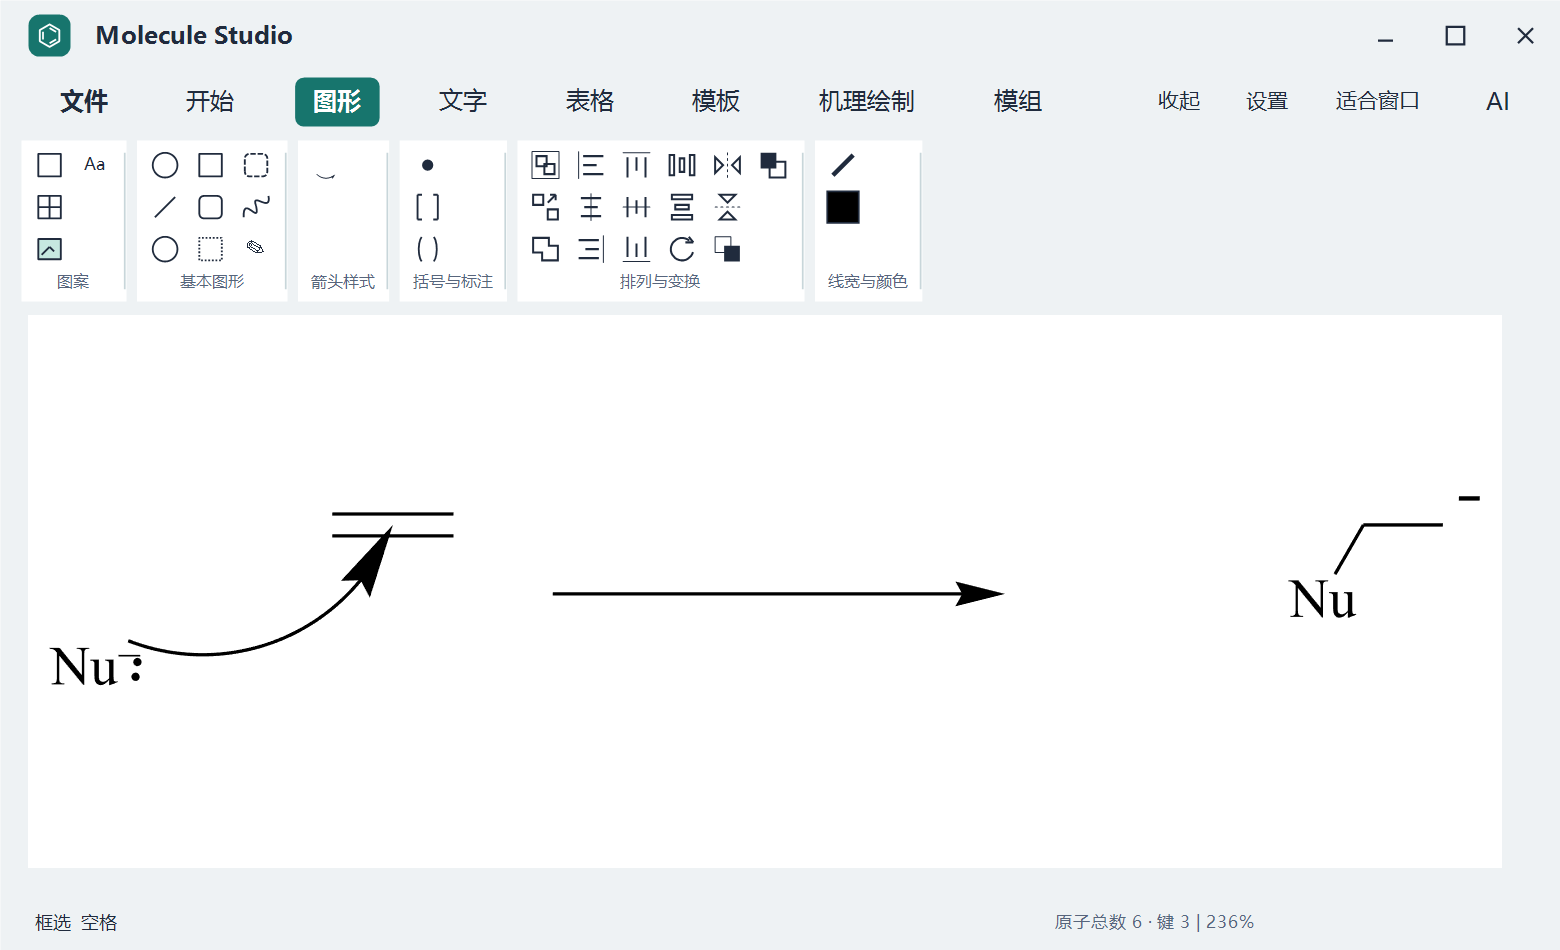 Molecule Studio
文件 开始 图形 文字 表格 模板 机理绘制 模组 收起 设置 适合窗口 AI
Aa
图案 基本图形 箭头样式 括号与标注 排列与变换 线宽与颜色
Nu
Nu
框选 空格 原子总数 6 · 键 3 | 236%